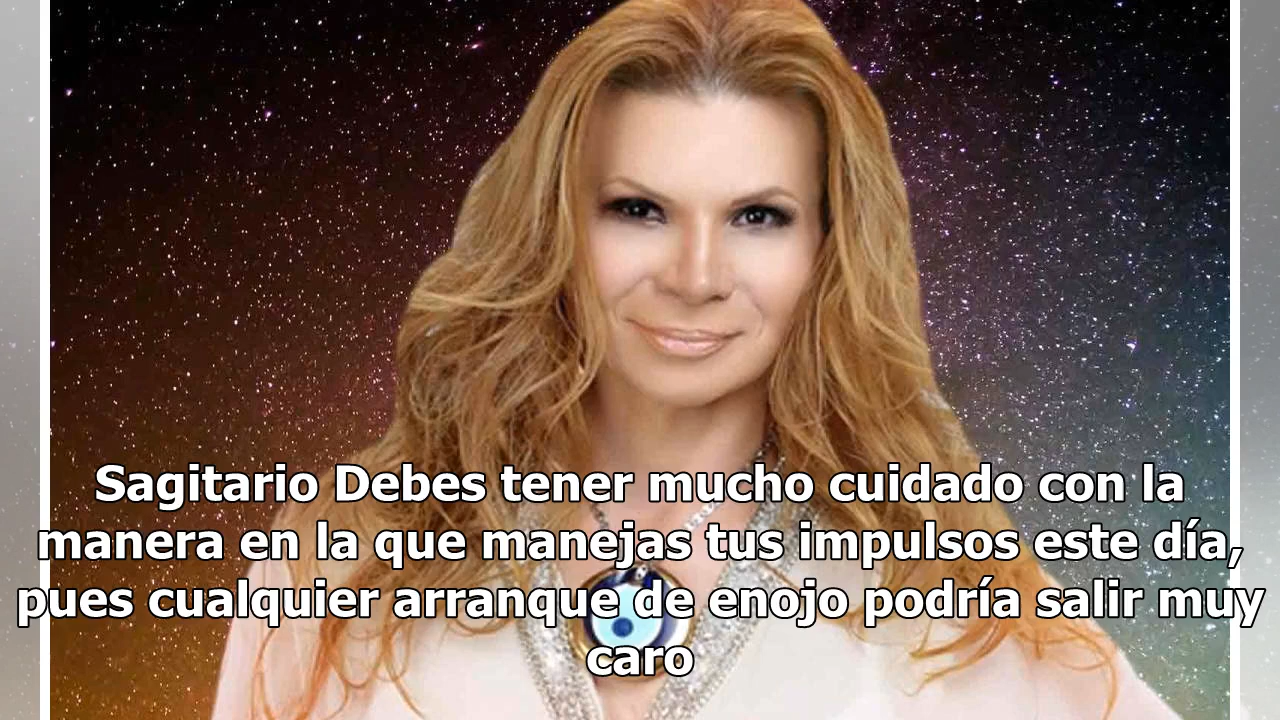 Sagitario Debes tener mucho cuidado con la
manera en la que manejas tus impulsos este día,
pues cualquier arranque de enojo podría salir muy
caro